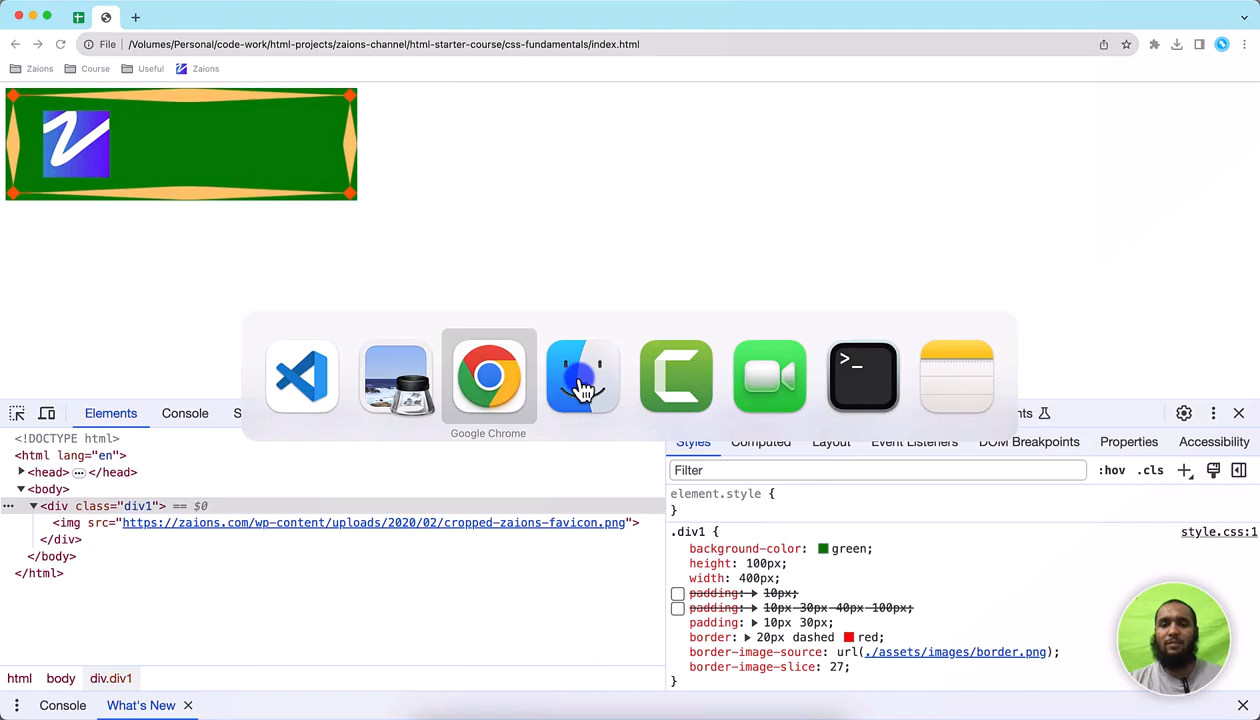 File
/Volumes/Personal/code-work/html-projects/zaions-channel/html-starter-course/css-fundamentals/index.html
Zaions
Course
Useful
Zaions
>_
Google Chrome
Elements
Console
S
nts
Styles
Computed
Layout
Event Listeners
DOM Breakpoints
Properties
Accessibility
<!DOCTYPE html>
<html lang="en">
<head> ••• </head>
<body>
••• <div class="div1"> == $0
<img src="https://zaions.com/wp-content/uploads/2020/02/cropped-zaions-favicon.png">
</div>
</body>
</html>
Filter
:hov
.cls
element.style {
}
.div1 {
style.css:1
background-color: green;
height: 100px;
width: 400px;
padding: 10px;
padding: 10px 30px 40px 100px;
padding: 10px 30px;
border: 20px dashed red;
border-image-source: url(./assets/images/border.png);
border-image-slice: 27;
}
html
body
div.div1
Console
What's New